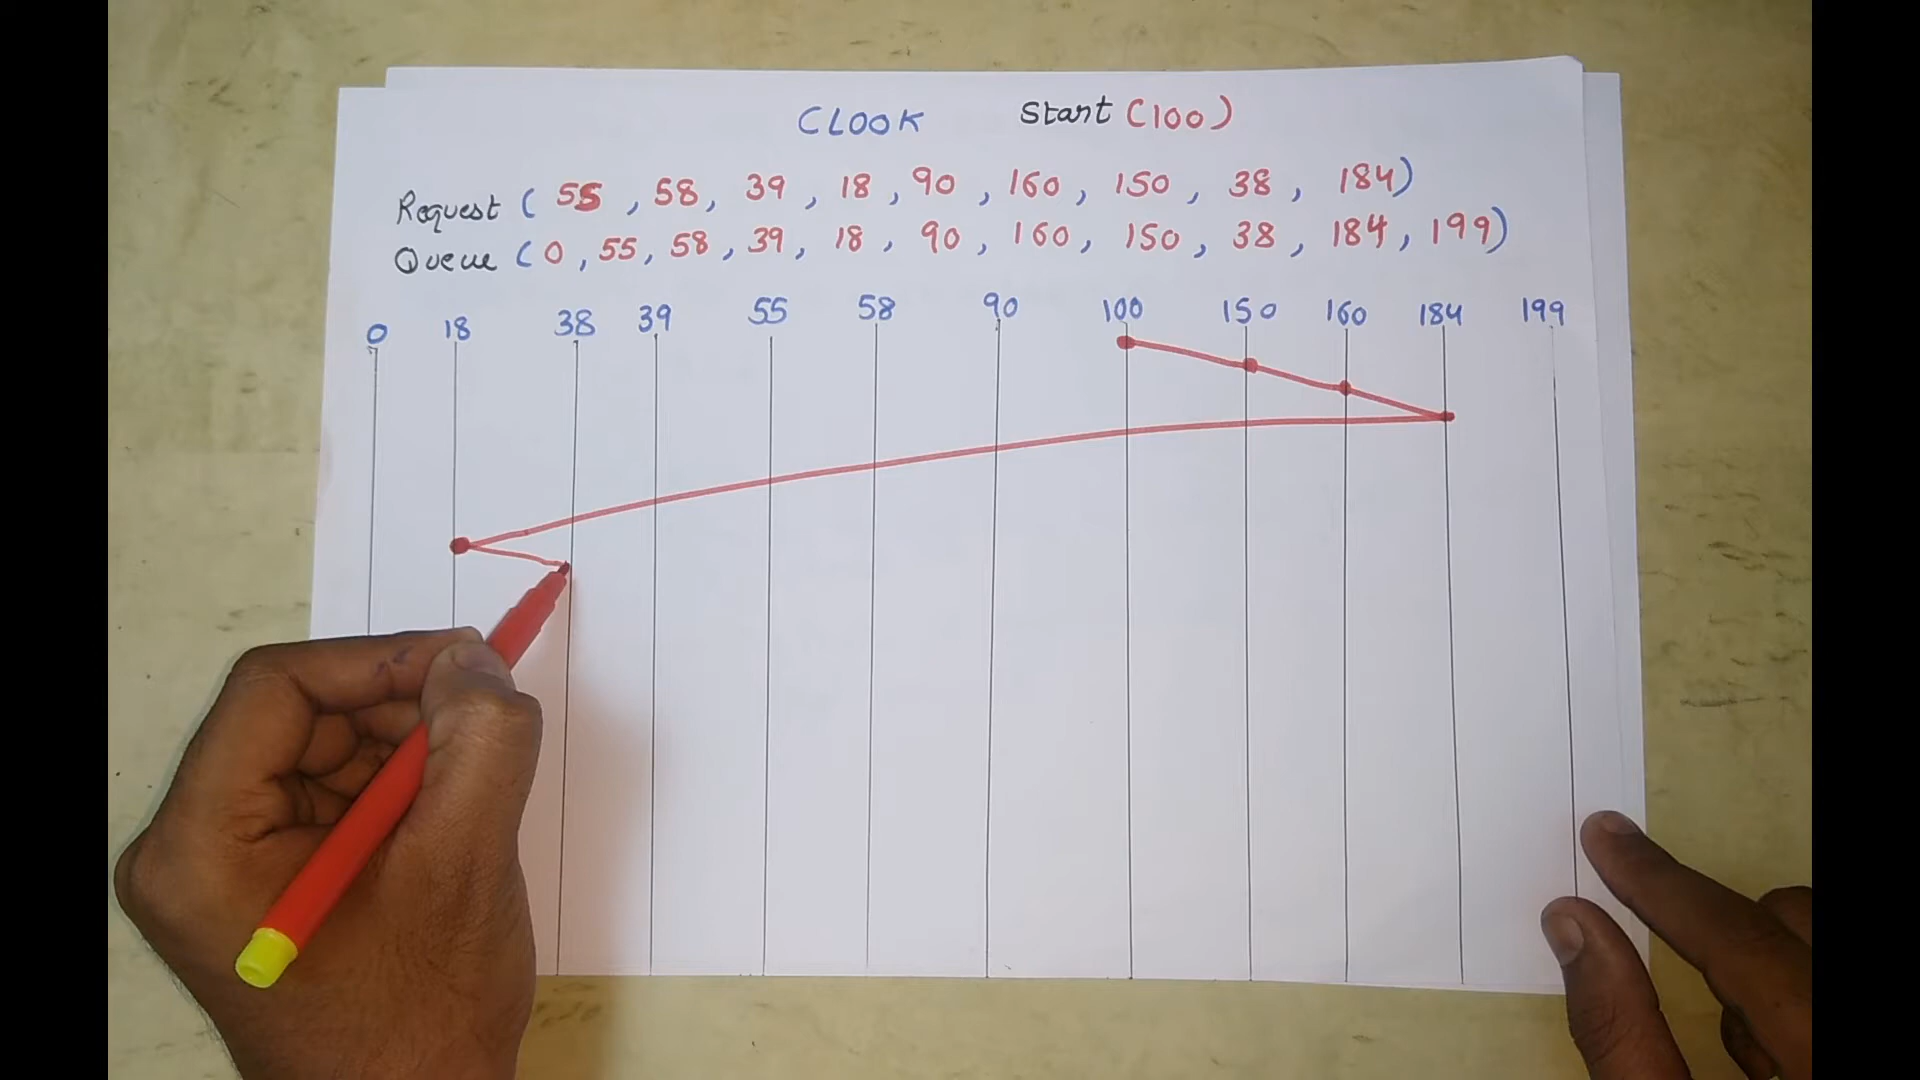 CLOOK Start (100)
Request ( 55 , 58, 39 , 18 , 90 , 160 , 150 , 38 , 184)
Queue ( 0 , 55, 58 , 39 , 18 , 90 , 160 , 150 , 38 , 184 , 199)
0 18 38 39 55 58 90 100 150 160 184 199